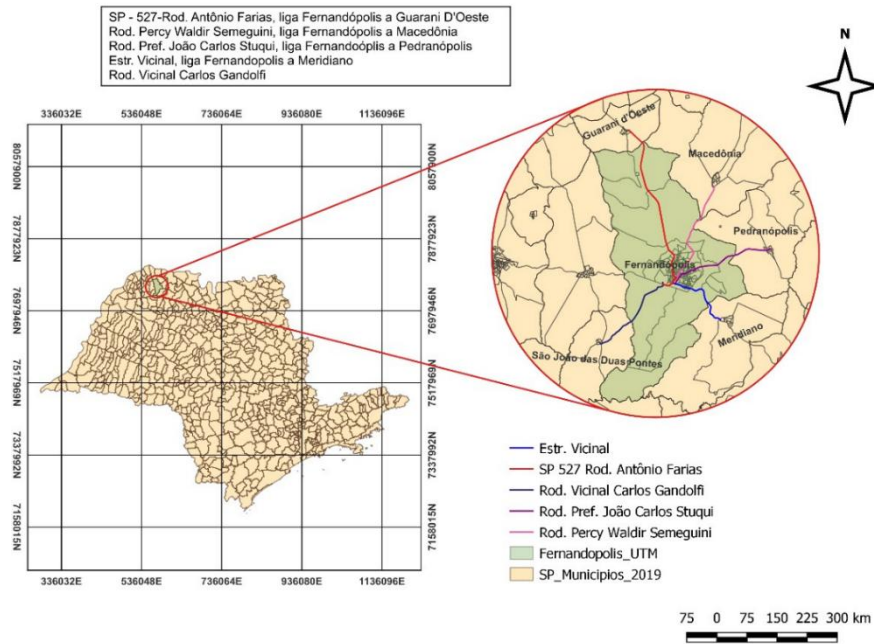 SP - 527-Rod. Antônio Farias, liga Fernandópolis a Guarani D'Oeste
Rod. Percy Waldir Semeguini, liga Fernandópolis a Macedônia
Rod. Pref. João Carlos Stuqui, liga Fernandoóplis a Pedranópolis
Estr. Vicinal, liga Fernandopolis a Meridiano
Rod. Vicinal Carlos Gandolfi
N
336032E 536048E 736064E 936080E 1136096E
8057900N 8057900N
7877923N 7877923N
7697946N 7697946N
7517969N 7517969N
7337992N 7337992N
7158015N 7158015N
336032E 536048E 736064E 936080E 1136096E
Guarani d'Oeste
Macedônia
Pedranópolis
Fernandópolis
Meridiano
São João das Duas Pontes
Estr. Vicinal
SP 527 Rod. Antônio Farias
Rod. Vicinal Carlos Gandolfi
Rod. Pref. João Carlos Stuqui
Rod. Percy Waldir Semeguini
Fernandopolis_UTM
SP_Municipios_2019
75 0 75 150 225 300 km